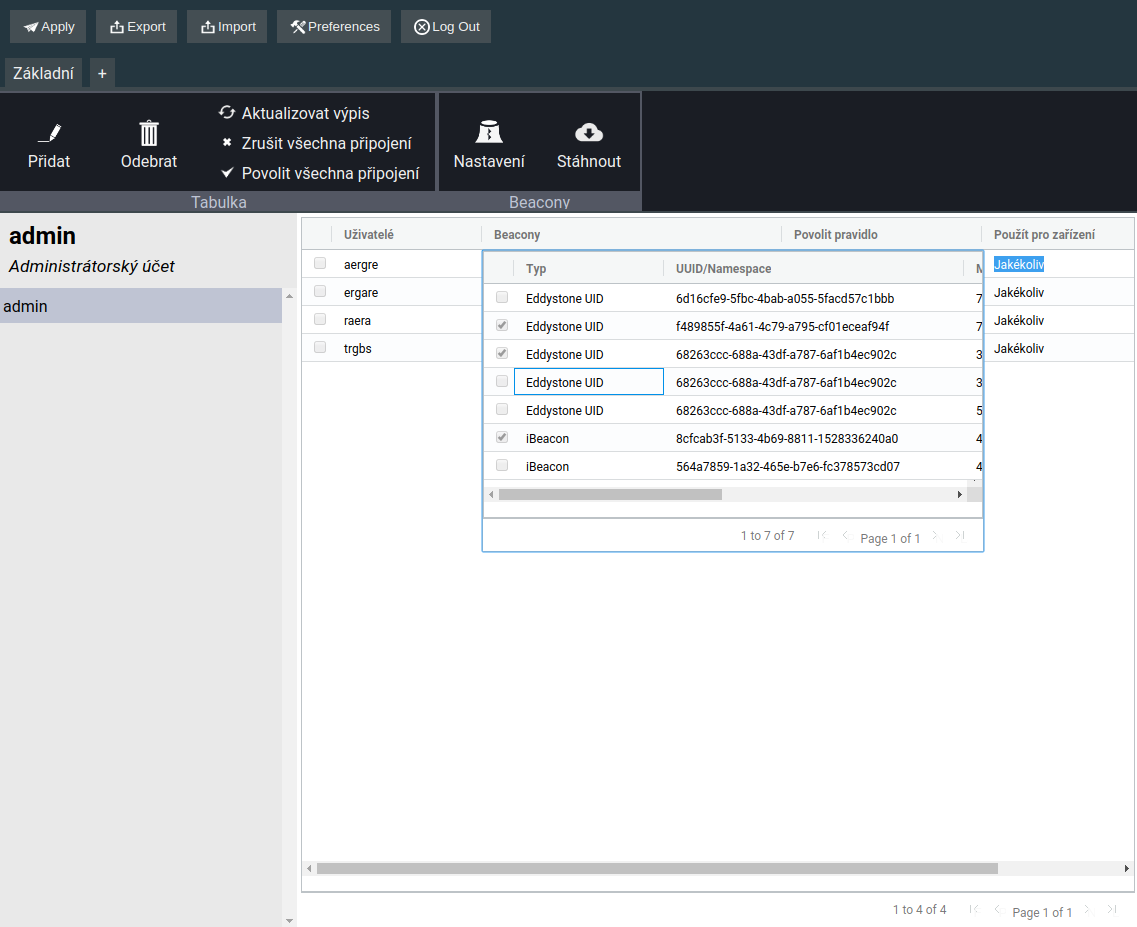 Apply Export Import Preferences Log Out
Základní +
Přidat Odebrat Aktualizovat výpis
Zrušit všechna připojení
Povolit všechna připojení
Nastavení Stáhnout
Tabulka Beacony
admin
Administrátorský účet
admin
Uživatelé Beacony Povolit pravidlo Použít pro zařízení
aergre Jakékoliv
ergare Jakékoliv
raera Jakékoliv
trgbs Jakékoliv
Typ UUID/Namespace
Eddystone UID 6d16cfe9-5fbc-4bab-a055-5facd57c1bbb 7
Eddystone UID f489855f-4a61-4c79-a795-cf01eceaf94f 7
Eddystone UID 68263ccc-688a-43df-a787-6af1b4ec902c 3
Eddystone UID 68263ccc-688a-43df-a787-6af1b4ec902c 3
Eddystone UID 68263ccc-688a-43df-a787-6af1b4ec902c 5
iBeacon 8cfcab3f-5133-4b69-8811-1528336240a0 4
iBeacon 564a7859-1a32-465e-b7e6-fc378573cd07 4
1 to 7 of 7 Page 1 of 1
1 to 4 of 4 Page 1 of 1